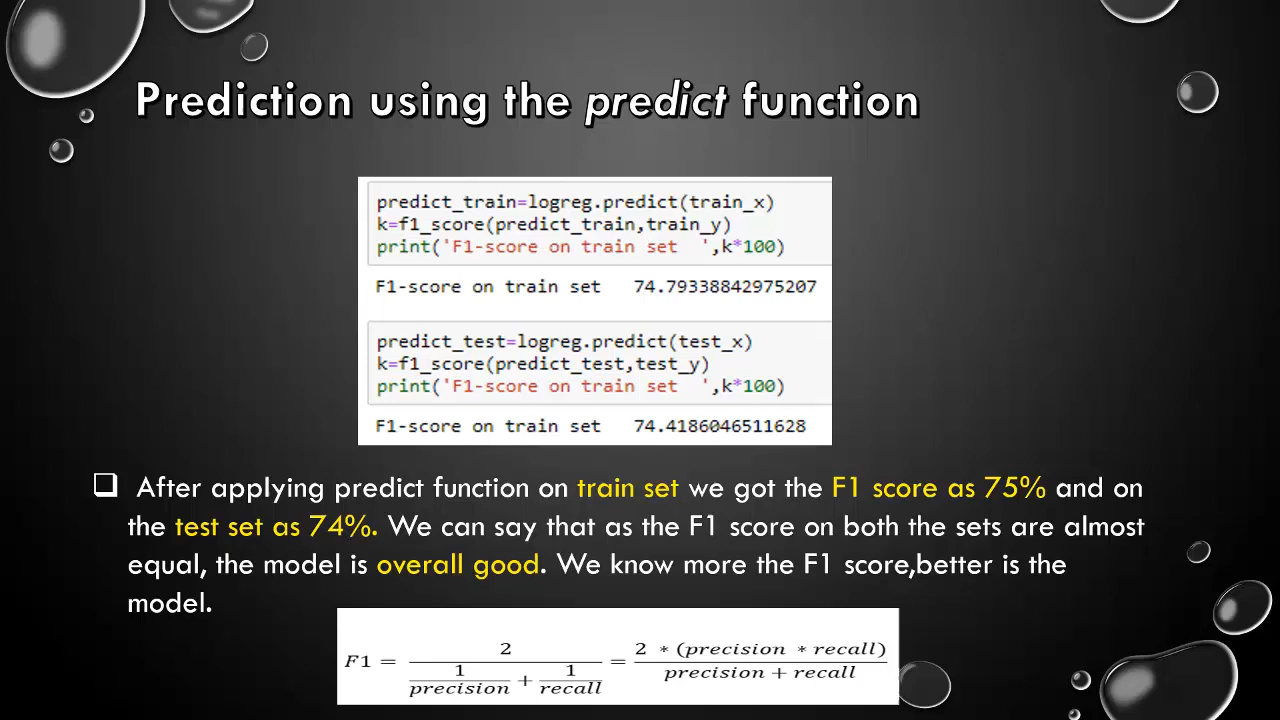 Prediction using the predict function
predict_train=logreg.predict(train_x)
k=f1_score(predict_train,train_y)
print('F1-score on train set  ',k*100)
F1-score on train set   74.79338842975207
predict_test=logreg.predict(test_x)
k=f1_score(predict_test,test_y)
print('F1-score on train set  ',k*100)
F1-score on train set   74.4186046511628
After applying predict function on train set we got the F1 score as 75% and on
the test set as 74%. We can say that as the F1 score on both the sets are almost
equal, the model is overall good. We know more the F1 score,better is the
model.
F1 = 2 / (1/precision + 1/recall) = 2 * (precision * recall) / precision + recall